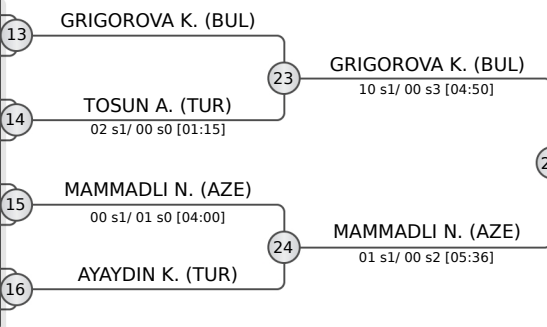 GRIGOROVA K. (BUL)
13
23
GRIGOROVA K. (BUL)
10 s1/ 00 s3 [04:50]
TOSUN A. (TUR)
14
02 s1/ 00 s0 [01:15]
MAMMADLI N. (AZE)
15
00 s1/ 01 s0 [04:00]
24
MAMMADLI N. (AZE)
01 s1/ 00 s2 [05:36]
AYAYDIN K. (TUR)
16